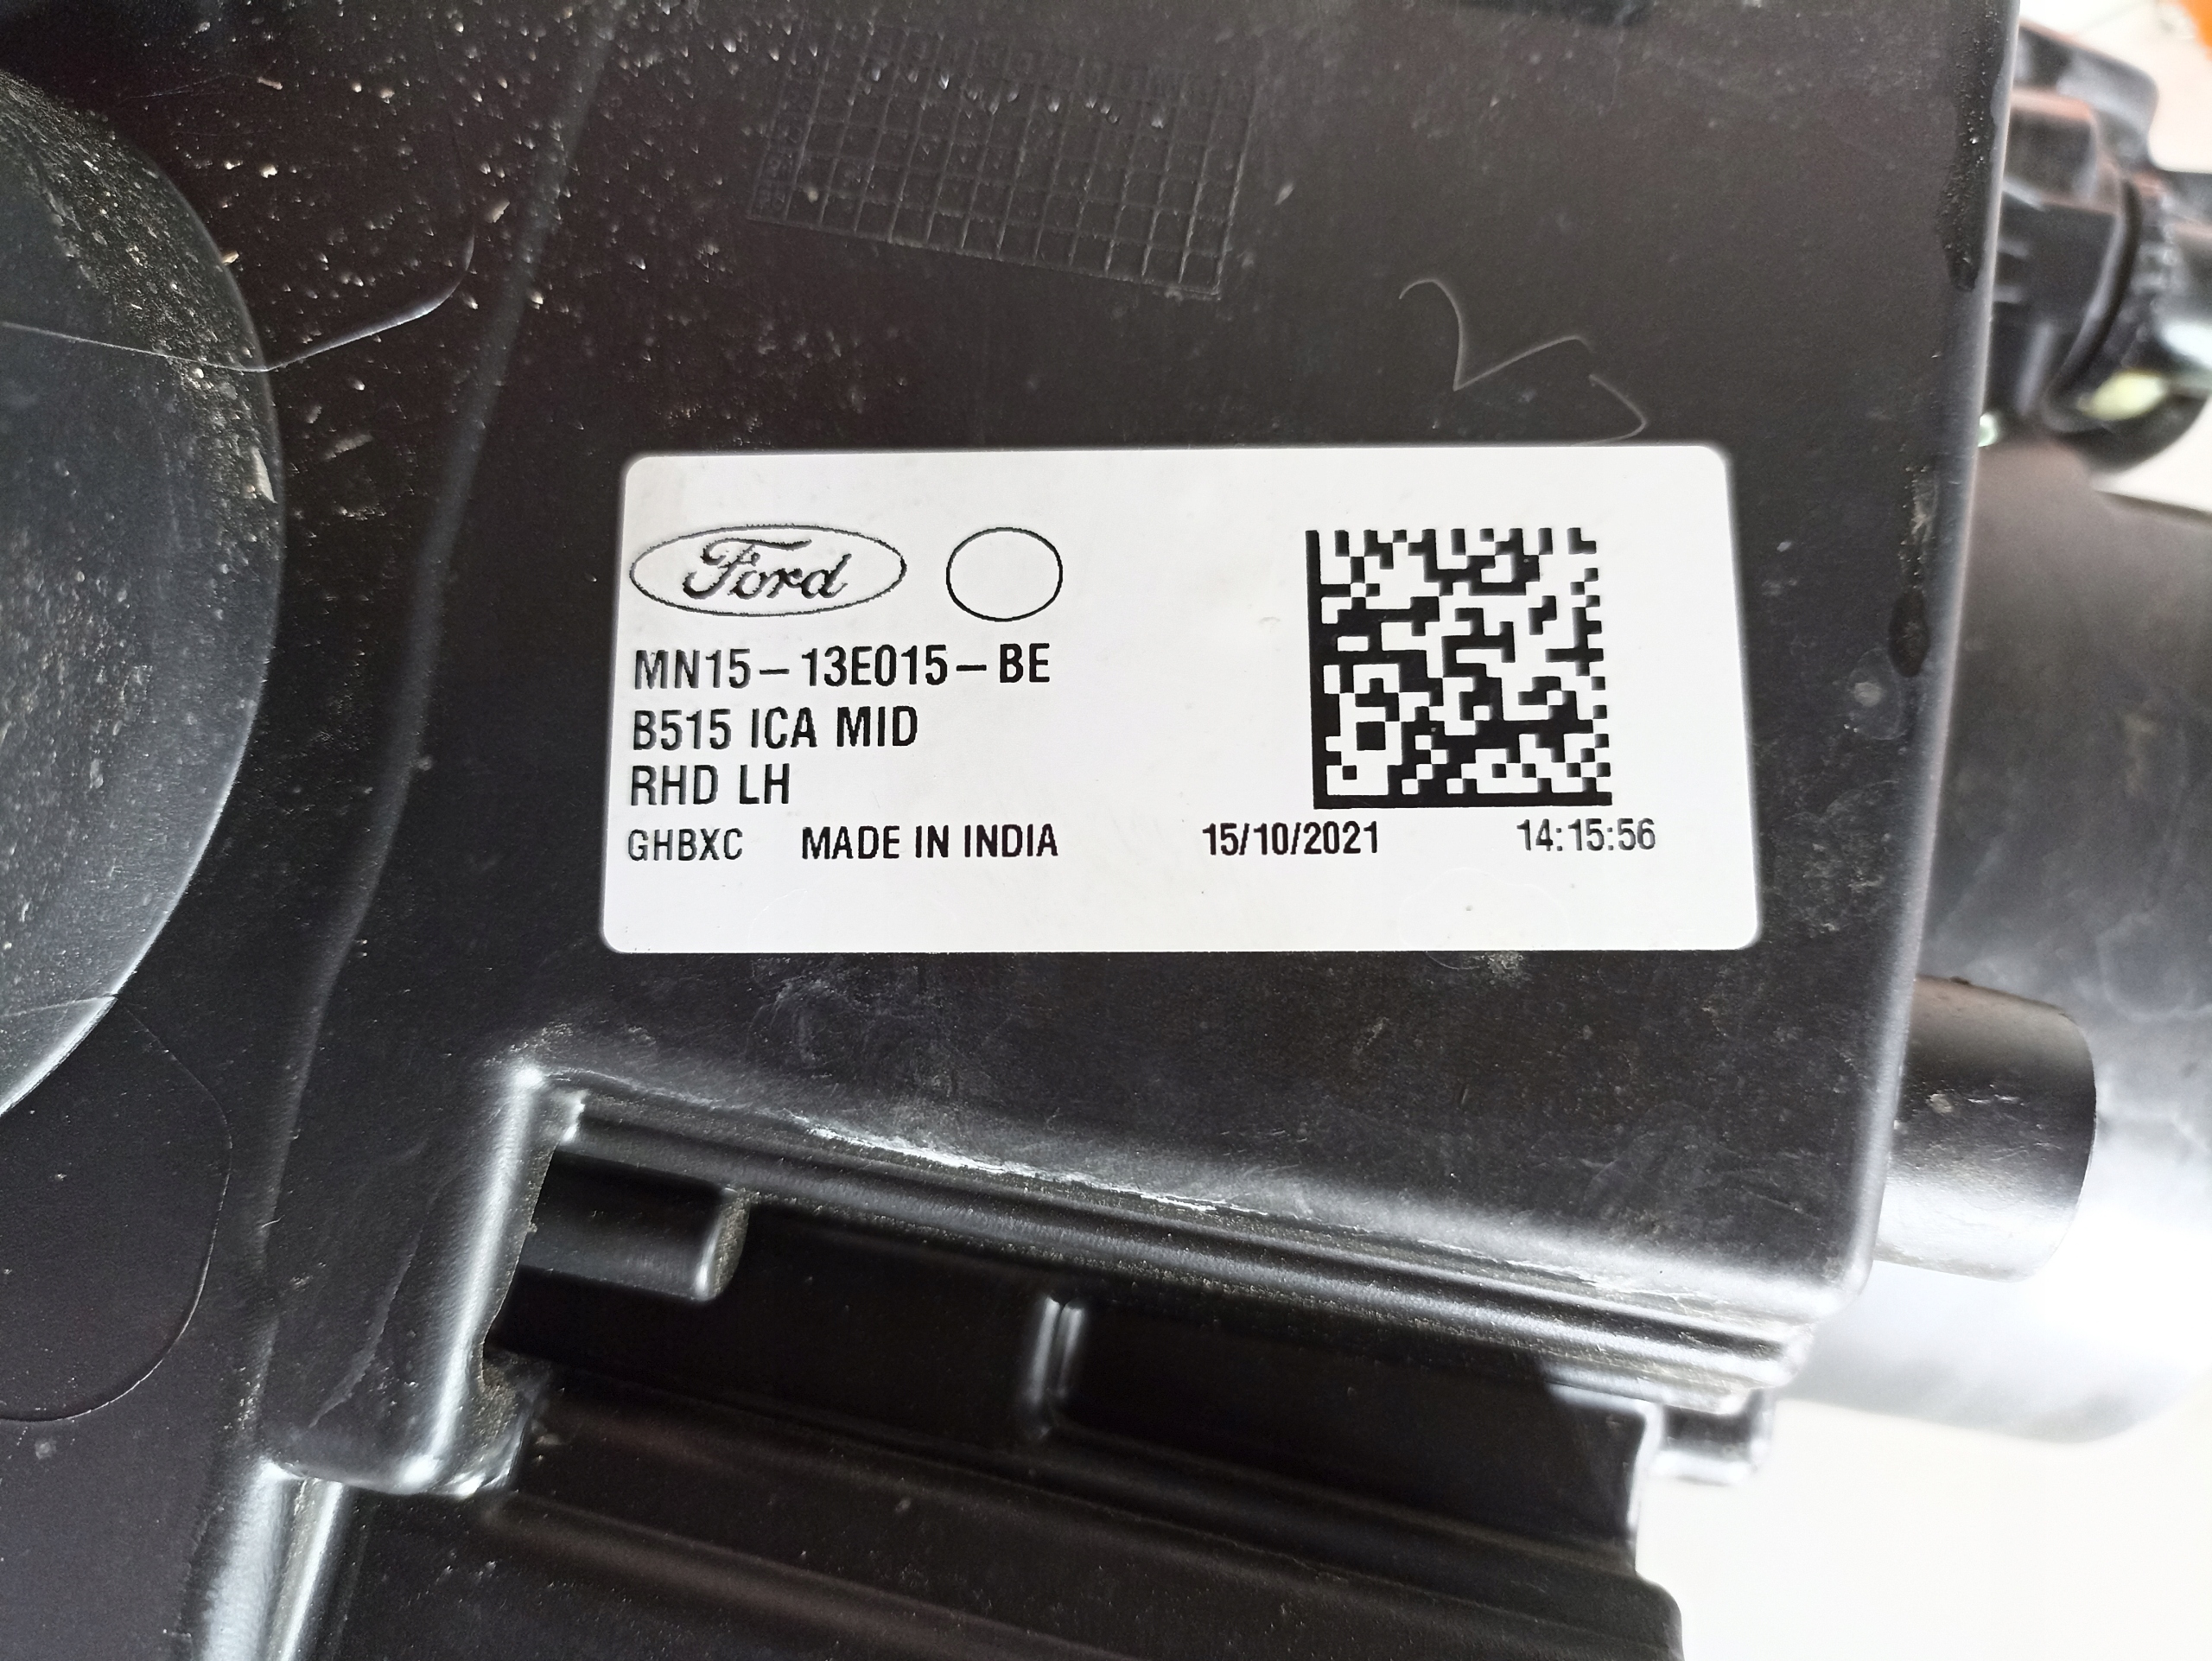 Ford
MN15-13E015-BE
B515 ICA MID
RHD LH
GHBXC MADE IN INDIA 15/10/2021 14:15:56